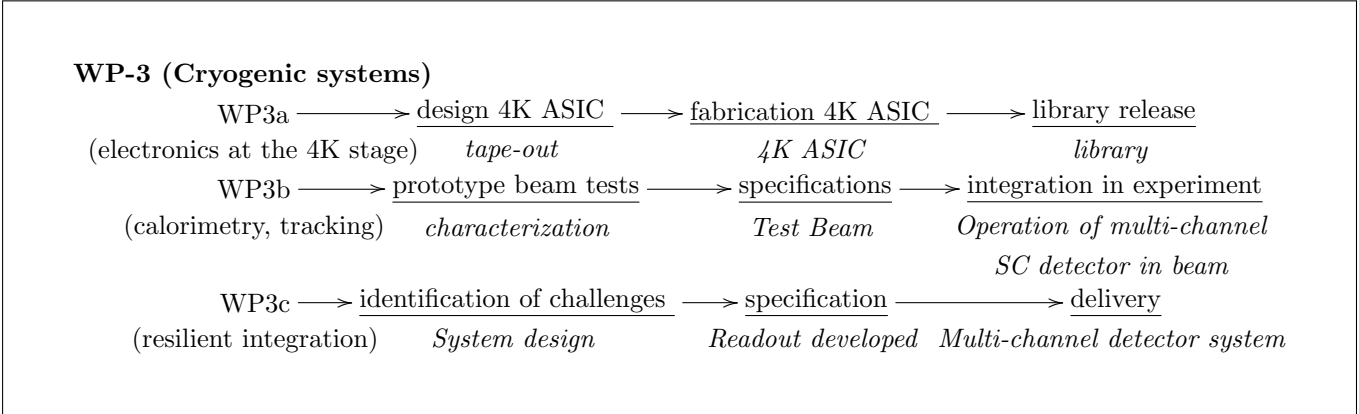 WP-3 (Cryogenic systems)
WP3a design 4K ASIC fabrication 4K ASIC library release
(electronics at the 4K stage) tape-out 4K ASIC library
WP3b prototype beam tests specifications integration in experiment
(calorimetry, tracking) characterization Test Beam Operation of multi-channel
SC detector in beam
WP3c identification of challenges specification delivery
(resilient integration) System design Readout developed Multi-channel detector system